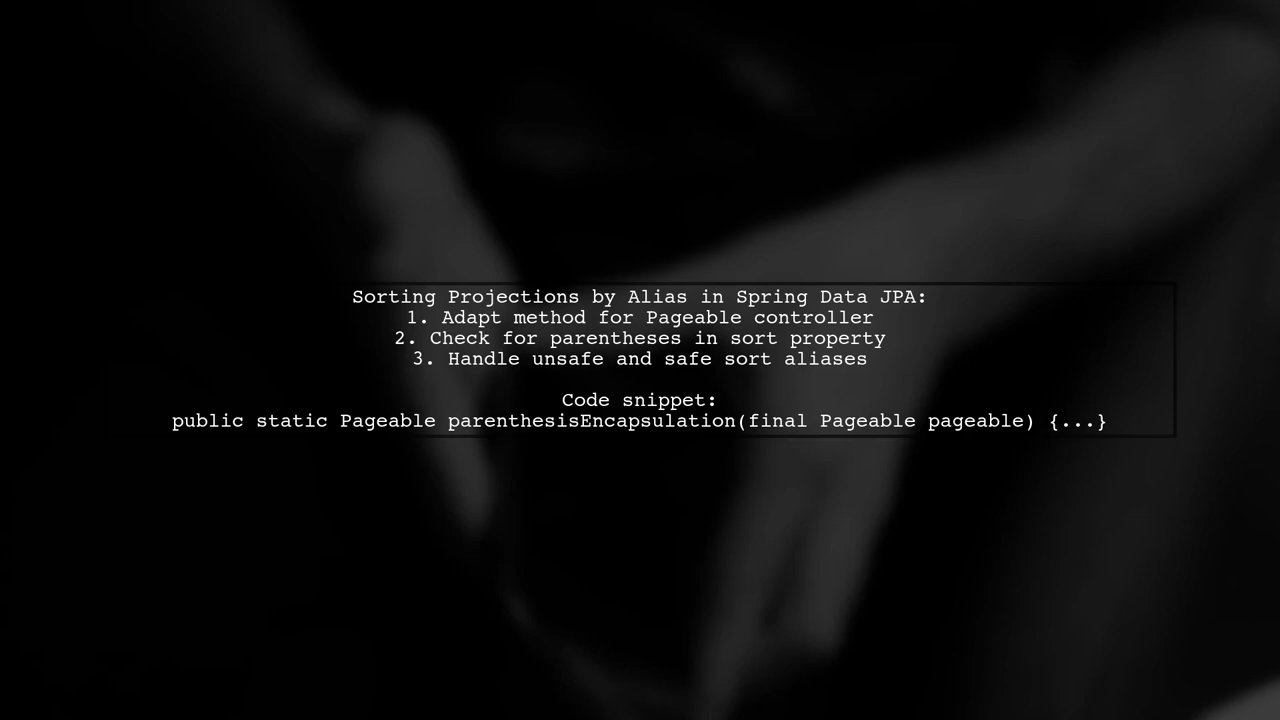 Sorting Projections by Alias in Spring Data JPA:
1. Adapt method for Pageable controller
2. Check for parentheses in sort property
3. Handle unsafe and safe sort aliases
Code snippet:
public static Pageable parenthesisEncapsulation(final Pageable pageable) {...}